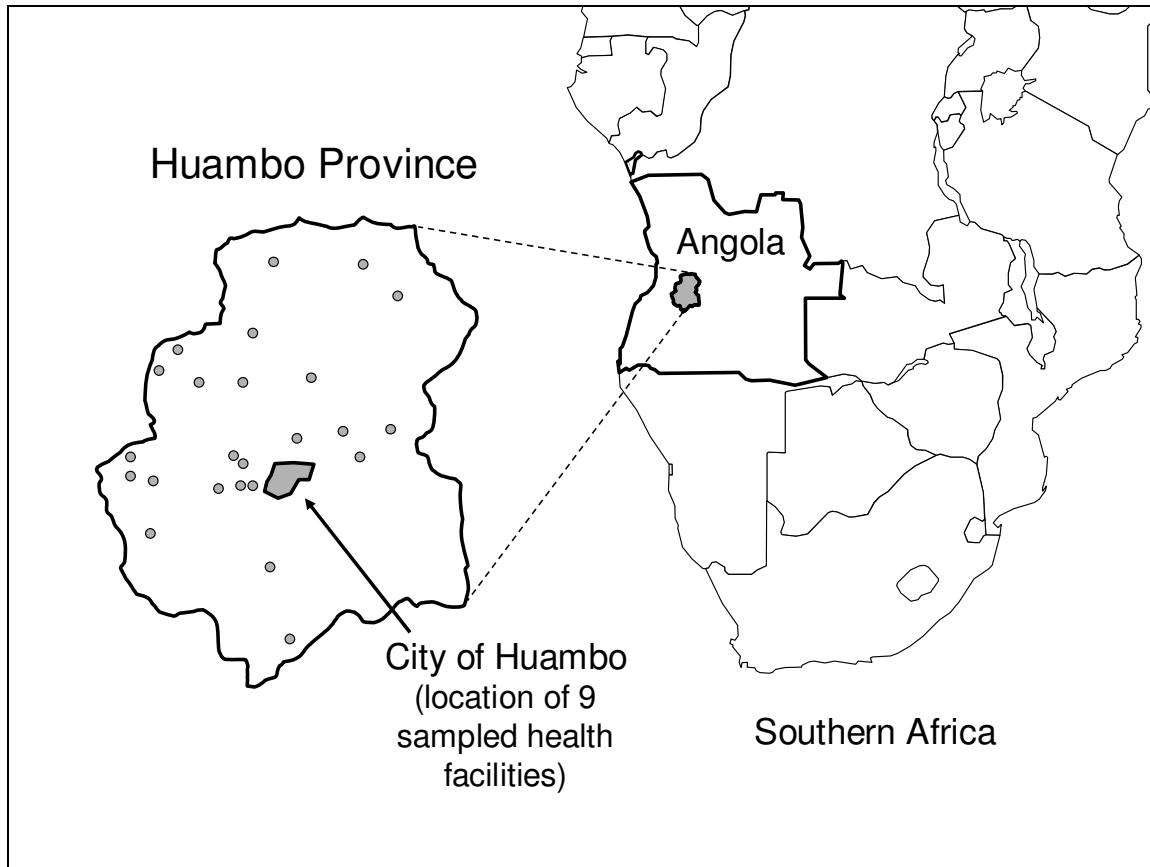 Huambo Province
Angola
City of Huambo
(location of 9
sampled health
facilities)
Southern Africa